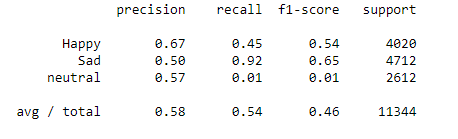 precision recall f1-score support
Happy 0.67 0.45 0.54 4020
Sad 0.50 0.92 0.65 4712
neutral 0.57 0.01 0.01 2612
avg / total 0.58 0.54 0.46 11344